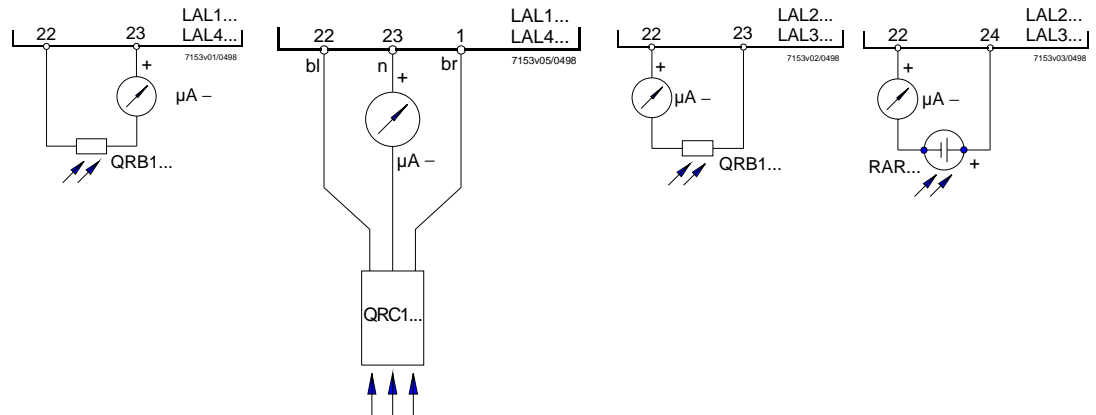 LAL1...
22 23 LAL4...
7153v01/0498
+
µA –
QRB1...
LAL1...
22 23 1 LAL4...
7153v05/0498
bl n br
+
µA –
QRC1...
LAL2...
22 23 LAL3...
7153v02/0498
+
µA –
QRB1...
LAL2...
22 24 LAL3...
7153v03/0498
+
µA –
RAR... +